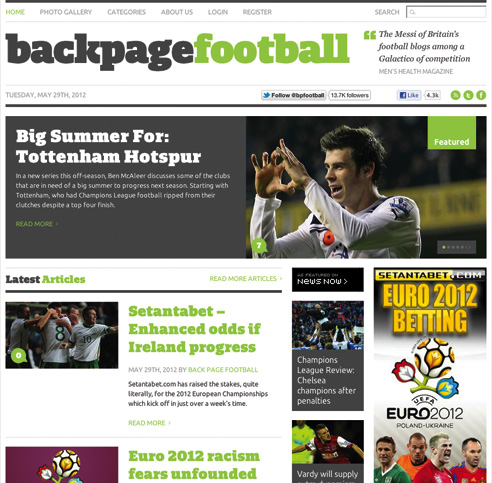 HOME PHOTO GALLERY CATEGORIES ABOUT US LOGIN REGISTER SEARCH
backpagefootball
The Messi of Britain's
football blogs among a
Galactico of competition
MEN'S HEALTH MAGAZINE
TUESDAY, MAY 29TH, 2012
Follow @bpfootball 13.7K followers
Like 4.3k
Big Summer For:
Tottenham Hotspur
In a new series this off-season, Ben McAleer discusses some of the clubs
that are in need of a big summer to progress next season. Starting with
Tottenham, who had Champions League football ripped from their
clutches despite a top four finish.
READ MORE ›
Featured
7
Latest Articles
READ MORE ARTICLES ›
0
Setantabet –
Enhanced odds if
Ireland progress
MAY 29TH, 2012 BY BACK PAGE FOOTBALL
Setantabet.com has raised the stakes, quite
literally, for the 2012 European Championships
which kick off in just over a week's time.
READ MORE ›
Euro 2012 racism
fears unfounded
AS FEATURED ON
NEWS NOW
Champions
League Review:
Chelsea
champions after
penalties
Vardy will supply
SETANTABET.COM
EURO 2012
BETTING
UEFA
EURO2012
POLAND-UKRAINE